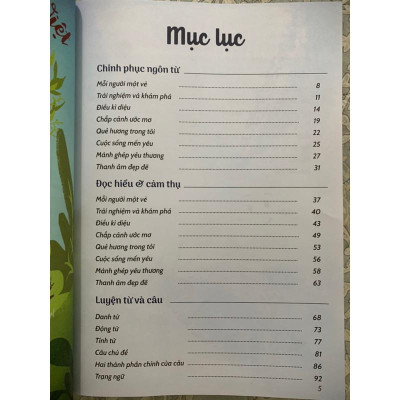 Mục lục
Chinh phục ngôn từ
Mỗi người một vẻ 8
Trải nghiệm và khám phá 11
Điều kì diệu 14
Chắp cánh ước mơ 19
Quê hương trong tôi 22
Cuộc sống mến yêu 25
Mảnh ghép yêu thương 27
Thanh âm đẹp đẽ 31
Đọc hiểu & cảm thụ
Mỗi người một vẻ 37
Trải nghiệm và khám phá 40
Điều kì diệu 43
Chắp cánh ước mơ 49
Quê hương trong tôi 53
Cuộc sống mến yêu 56
Mảnh ghép yêu thương 58
Thanh âm đẹp đẽ 63
Luyện từ và câu
Danh từ 68
Động từ 73
Tính từ 77
Câu chủ đề 81
Hai thành phần chính của câu 86
Trạng ngữ 92
5